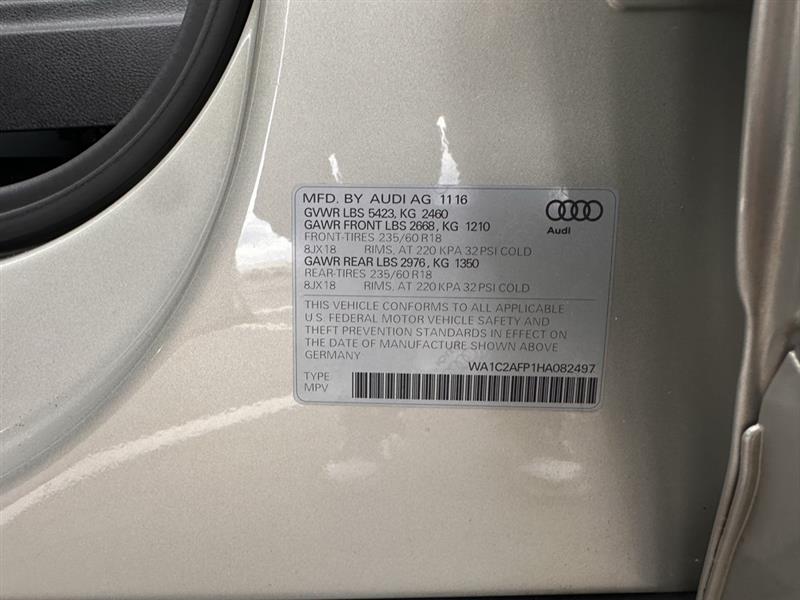 MFD. BY AUDI AG 11 16
GVWR LBS 5423, KG 2460
GAWR FRONT LBS 2668, KG 1210
FRONT-TIRES 235/60 R18
8JX18 RIMS, AT 220 KPA 32 PSI COLD
GAWR REAR LBS 2976, KG 1350
REAR-TIRES 235/60 R18
8JX18 RIMS, AT 220 KPA 32 PSI COLD
Audi
THIS VEHICLE CONFORMS TO ALL APPLICABLE
U.S. FEDERAL MOTOR VEHICLE SAFETY AND
THEFT PREVENTION STANDARDS IN EFFECT ON
THE DATE OF MANUFACTURE SHOWN ABOVE.
GERMANY
WA1C2AFP1HA082497
TYPE
MPV